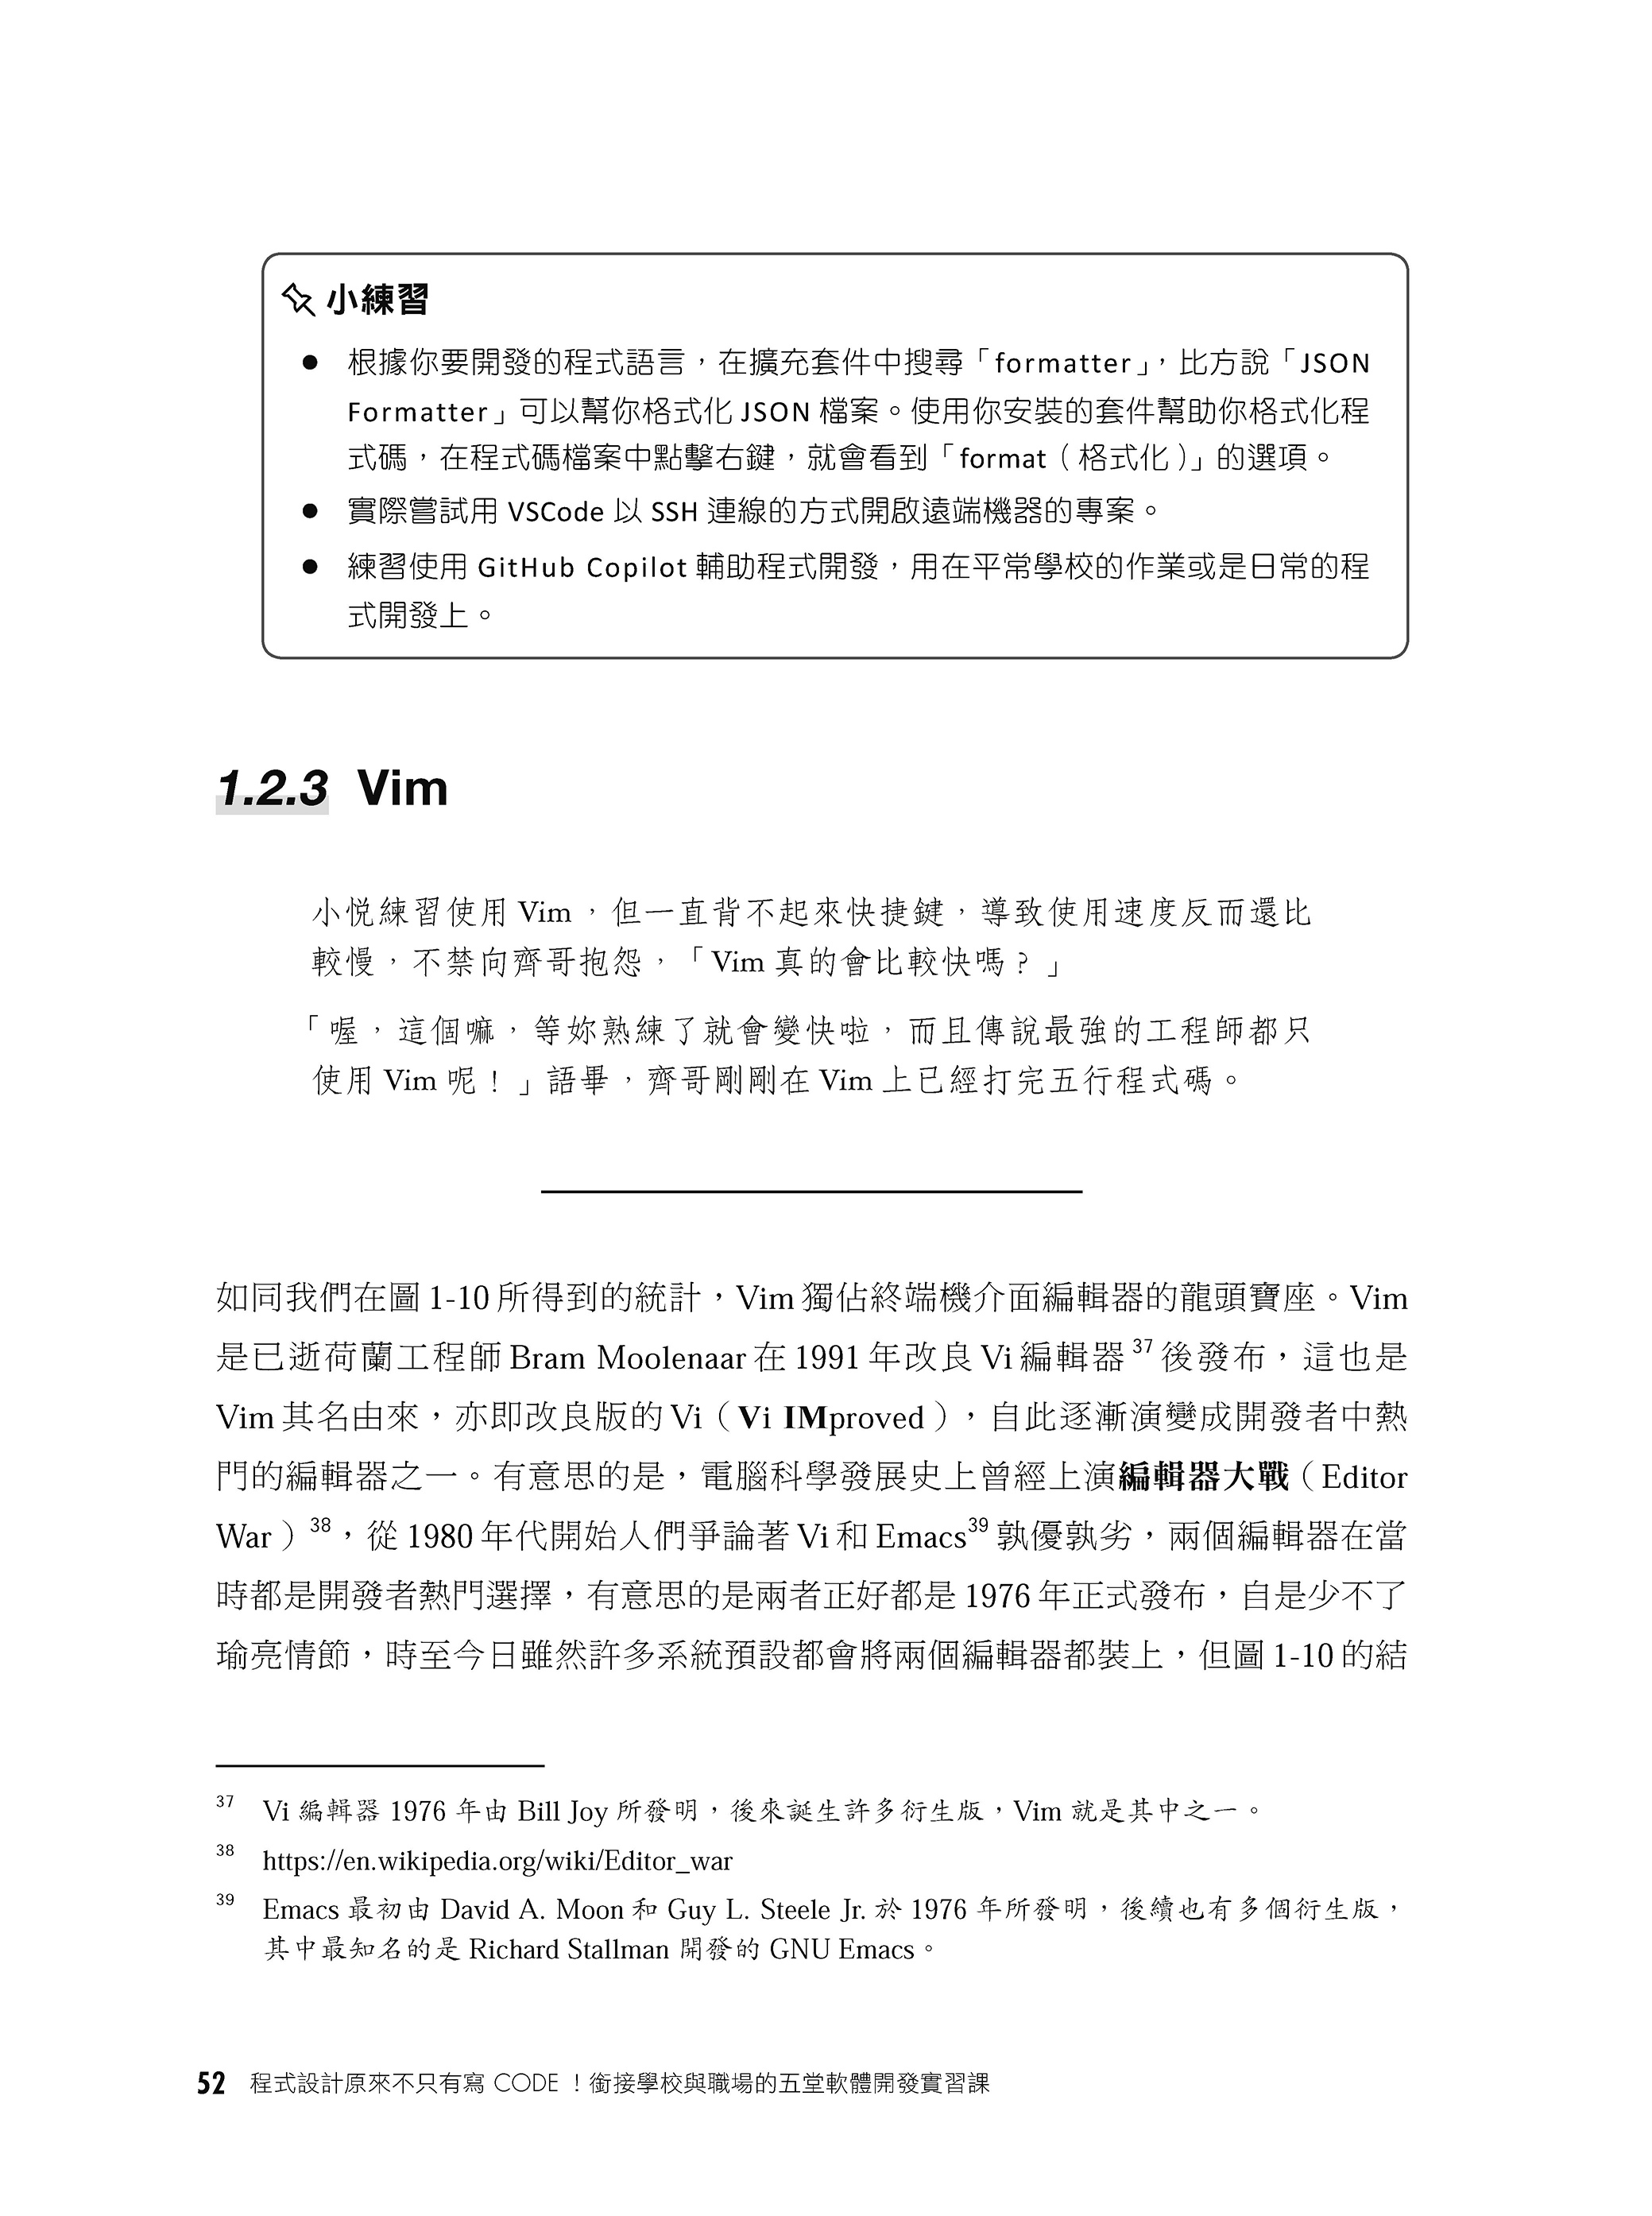 小練習
● 根據你要開發的程式語言，在擴充套件中搜尋「formatter」，比方說「JSON
Formatter」可以幫你格式化 JSON 檔案。使用你安裝的套件幫助你格式化程
式碼，在程式碼檔案中點擊右鍵，就會看到「format（格式化）」的選項。
● 實際嘗試用 VSCode 以 SSH 連線的方式開啟遠端機器的專案。
● 練習使用 GitHub Copilot 輔助程式開發，用在平常學校的作業或是日常的程
式開發上。
1.2.3 Vim
小悅練習使用 Vim，但一直背不起來快捷鍵，導致使用速度反而還比
較慢，不禁向齊哥抱怨，「Vim 真的會比較快嗎？」
「喔，這個嘛，等妳熟練了就會變快啦，而且傳說最強的工程師都只
使用 Vim 呢！」語畢，齊哥剛剛在 Vim 上已經打完五行程式碼。
如同我們在圖 1-10 所得到的統計，Vim 獨佔終端機介面編輯器的龍頭寶座。Vim
是已逝荷蘭工程師 Bram Moolenaar 在 1991 年改良 Vi 編輯器 37 後發布，這也是
Vim 其名由來，亦即改良版的 Vi（Vi IMproved），自此逐漸演變成開發者中熱
門的編輯器之一。有意思的是，電腦科學發展史上曾經上演編輯器大戰（Editor
War）38，從 1980 年代開始人們爭論著 Vi 和 Emacs39 孰優孰劣，兩個編輯器在當
時都是開發者熱門選擇，有意思的是兩者正好都是 1976 年正式發布，自是少不了
瑜亮情節，時至今日雖然許多系統預設都會將兩個編輯器都裝上，但圖 1-10 的結
37 Vi 編輯器 1976 年由 Bill Joy 所發明，後來誕生許多衍生版，Vim 就是其中之一。
38 https://en.wikipedia.org/wiki/Editor_war
39 Emacs 最初由 David A. Moon 和 Guy L. Steele Jr. 於 1976 年所發明，後續也有多個衍生版，
其中最知名的是 Richard Stallman 開發的 GNU Emacs。
52 程式設計原來不只有寫 CODE！銜接學校與職場的五堂軟體開發實習課